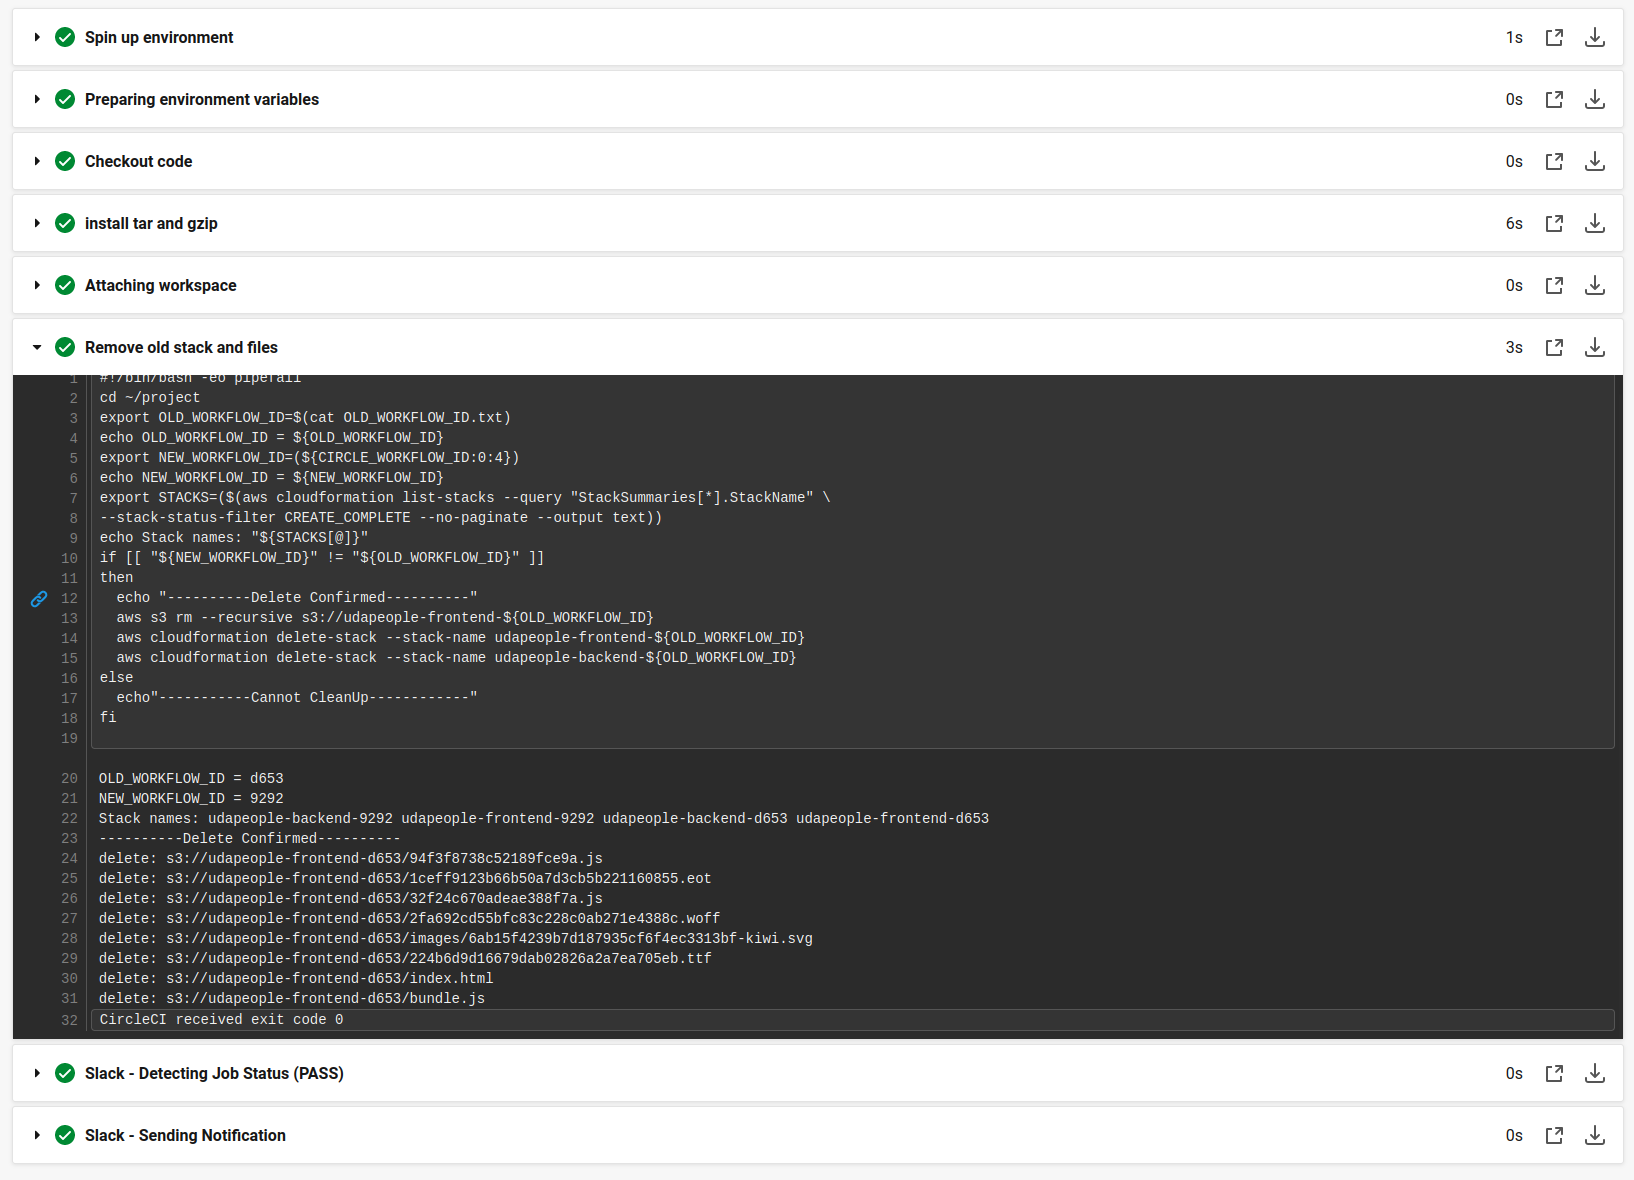 Spin up environment 1s
Preparing environment variables 0s
Checkout code 0s
install tar and gzip 6s
Attaching workspace 0s
Remove old stack and files 3s
1 #!/bin/bash -eo pipefail
2 cd ~/project
3 export OLD_WORKFLOW_ID=$(cat OLD_WORKFLOW_ID.txt)
4 echo OLD_WORKFLOW_ID = ${OLD_WORKFLOW_ID}
5 export NEW_WORKFLOW_ID=(${CIRCLE_WORKFLOW_ID:0:4})
6 echo NEW_WORKFLOW_ID = ${NEW_WORKFLOW_ID}
7 export STACKS=($(aws cloudformation list-stacks --query "StackSummaries[*].StackName" \
8 --stack-status-filter CREATE_COMPLETE --no-paginate --output text))
9 echo Stack names: "${STACKS[@]}"
10 if [[ "${NEW_WORKFLOW_ID}" != "${OLD_WORKFLOW_ID}" ]]
11 then
12   echo "----------Delete Confirmed----------"
13   aws s3 rm --recursive s3://udapeople-frontend-${OLD_WORKFLOW_ID}
14   aws cloudformation delete-stack --stack-name udapeople-frontend-${OLD_WORKFLOW_ID}
15   aws cloudformation delete-stack --stack-name udapeople-backend-${OLD_WORKFLOW_ID}
16 else
17   echo"-----------Cannot CleanUp------------"
18 fi
19
20 OLD_WORKFLOW_ID = d653
21 NEW_WORKFLOW_ID = 9292
22 Stack names: udapeople-backend-9292 udapeople-frontend-9292 udapeople-backend-d653 udapeople-frontend-d653
23 ----------Delete Confirmed----------
24 delete: s3://udapeople-frontend-d653/94f3f8738c52189fce9a.js
25 delete: s3://udapeople-frontend-d653/1ceff9123b66b50a7d3cb5b221160855.eot
26 delete: s3://udapeople-frontend-d653/32f24c670adeae388f7a.js
27 delete: s3://udapeople-frontend-d653/2fa692cd55bfc83c228c0ab271e4388c.woff
28 delete: s3://udapeople-frontend-d653/images/6ab15f4239b7d187935cf6f4ec3313bf-kiwi.svg
29 delete: s3://udapeople-frontend-d653/224b6d9d16679dab02826a2a7ea705eb.ttf
30 delete: s3://udapeople-frontend-d653/index.html
31 delete: s3://udapeople-frontend-d653/bundle.js
32 CircleCI received exit code 0
Slack - Detecting Job Status (PASS) 0s
Slack - Sending Notification 0s